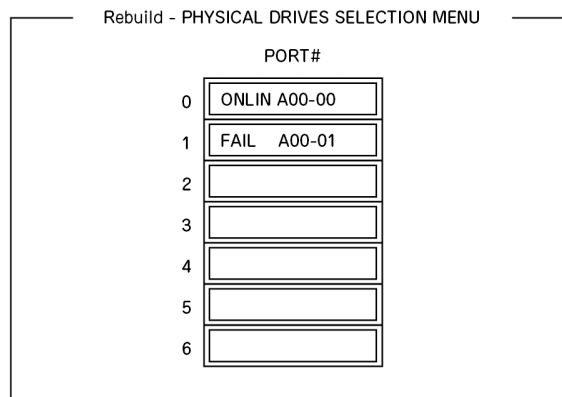 Rebuild - PHYSICAL DRIVES SELECTION MENU
PORT#
0 ONLIN A00-00
1 FAIL A00-01
2
3
4
5
6